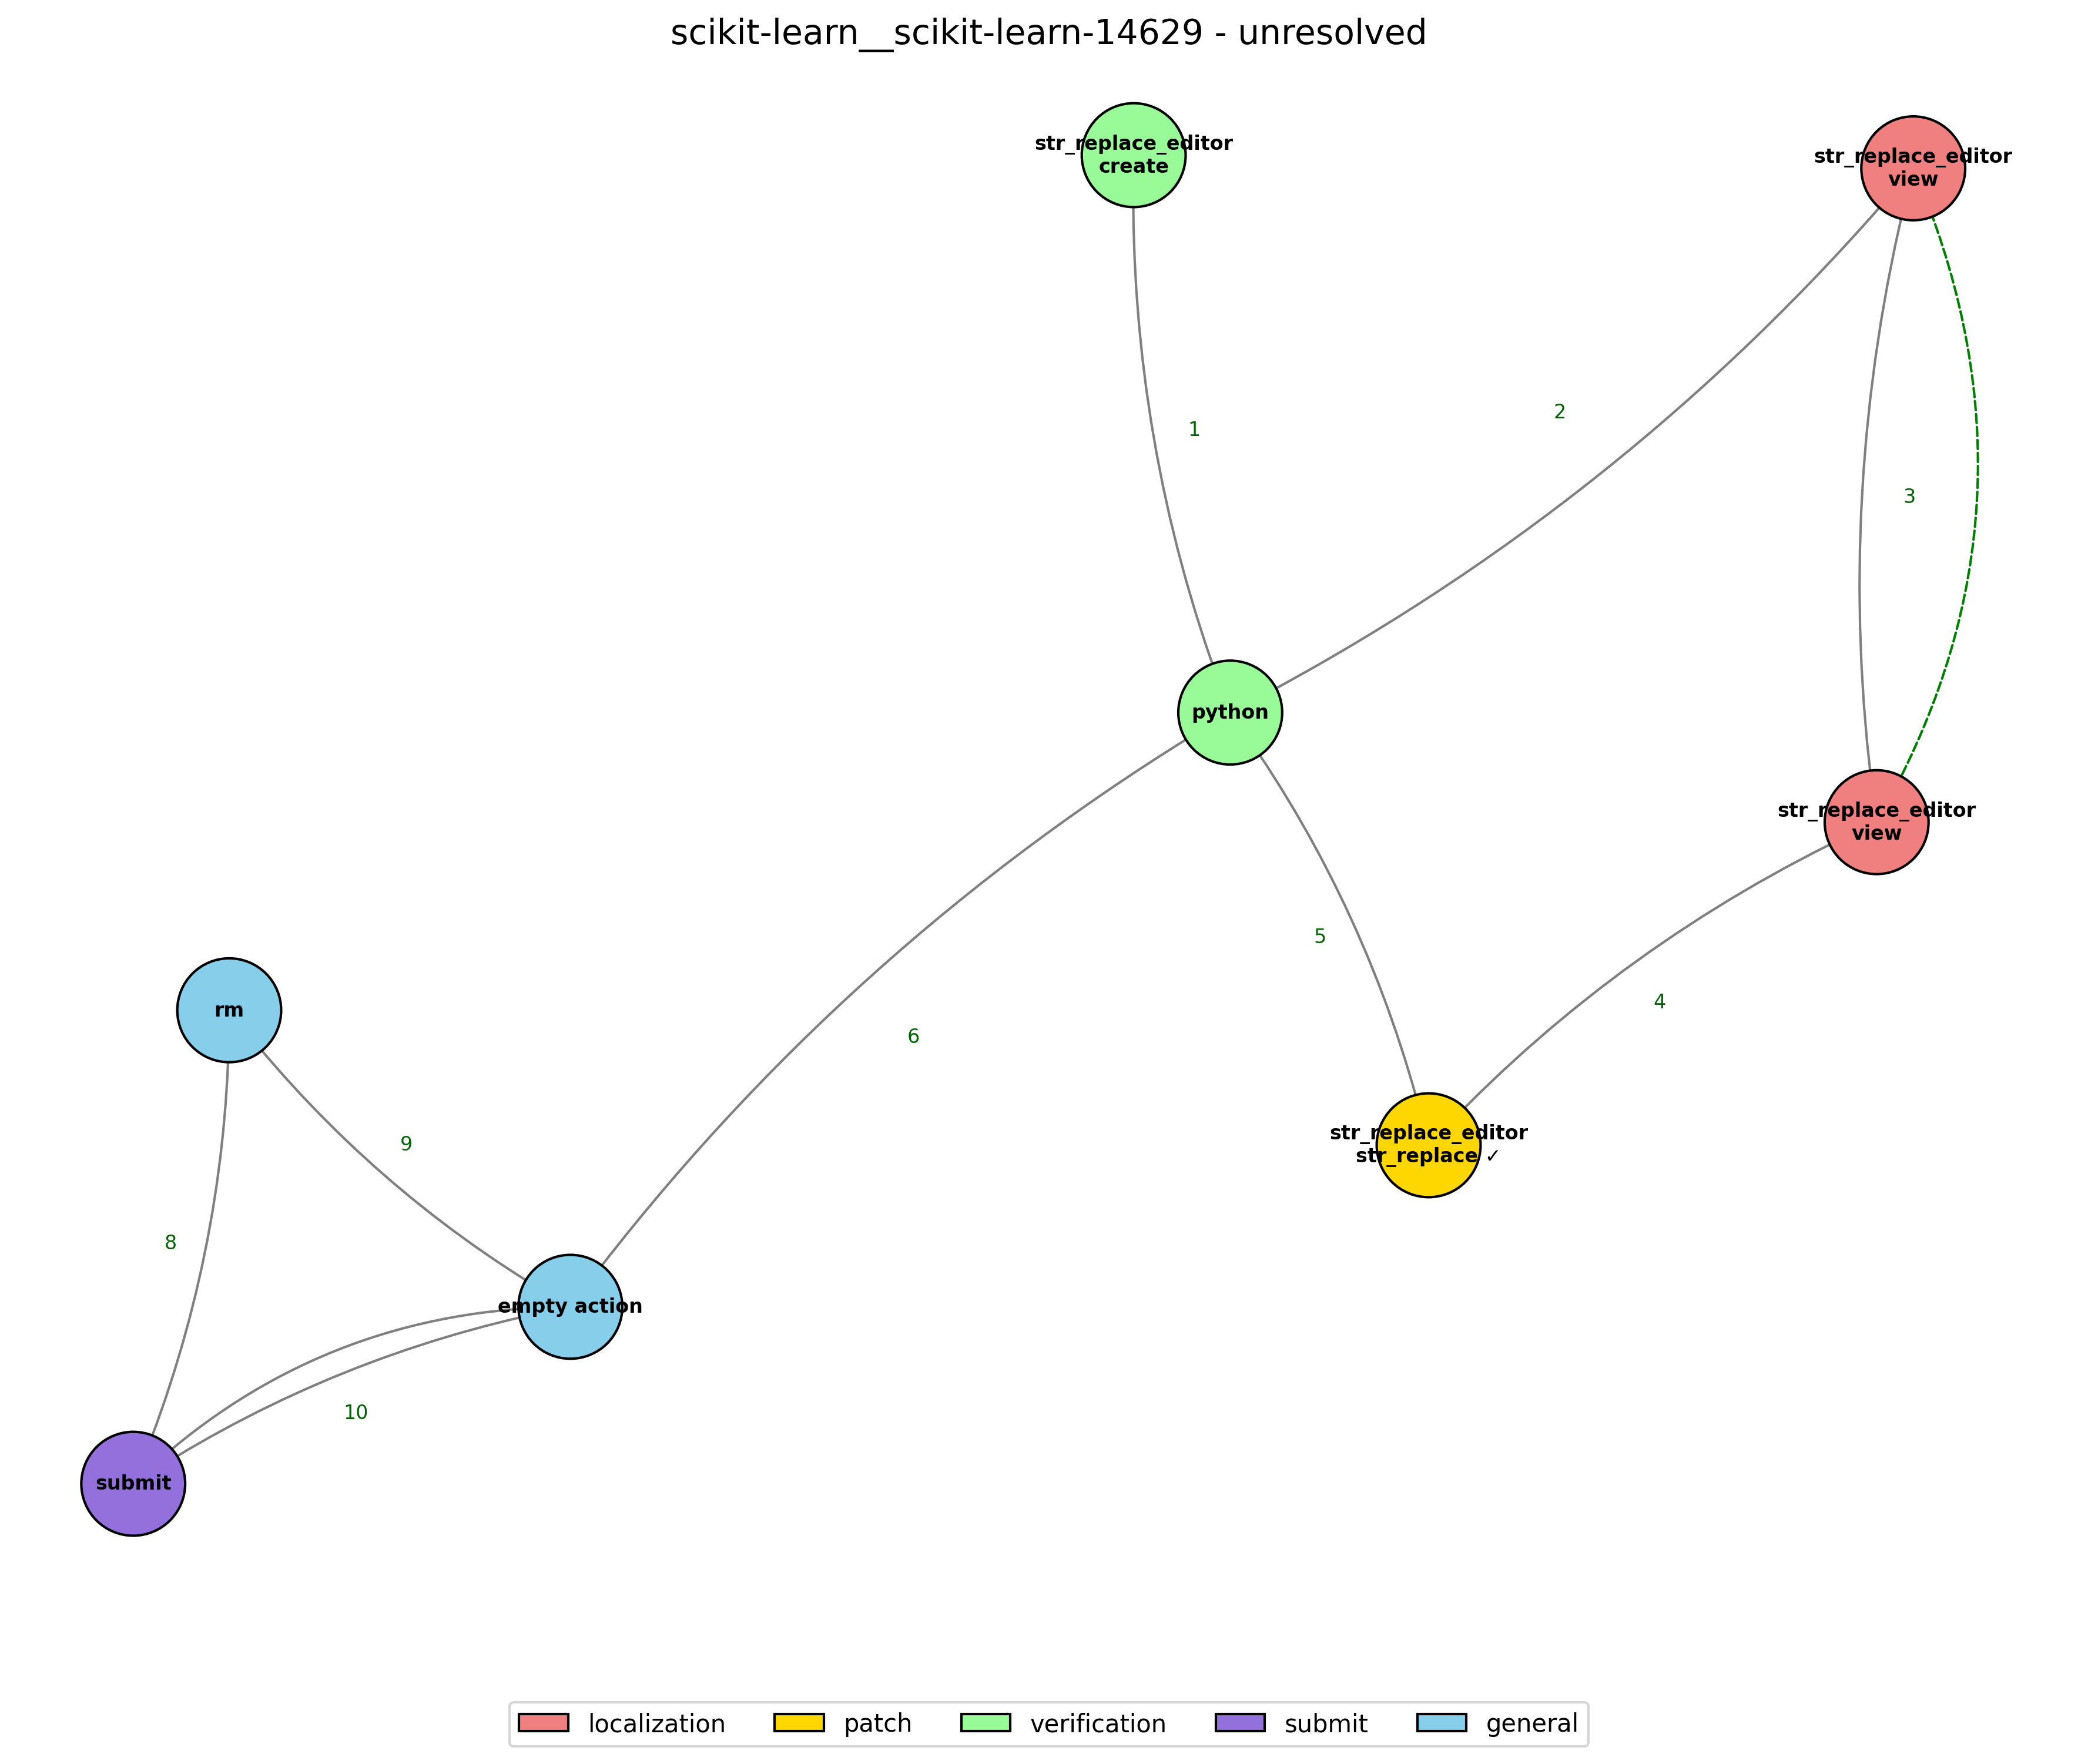 scikit-learn__scikit-learn-14629 - unresolved
str_replace_editor
create
str_replace_editor
view
2
1
3
python
str_replace_editor
view
5
4
rm
6
str_replace_editor
str_replace ✓
9
8
empty action
10
submit
localization
patch
verification
submit
general